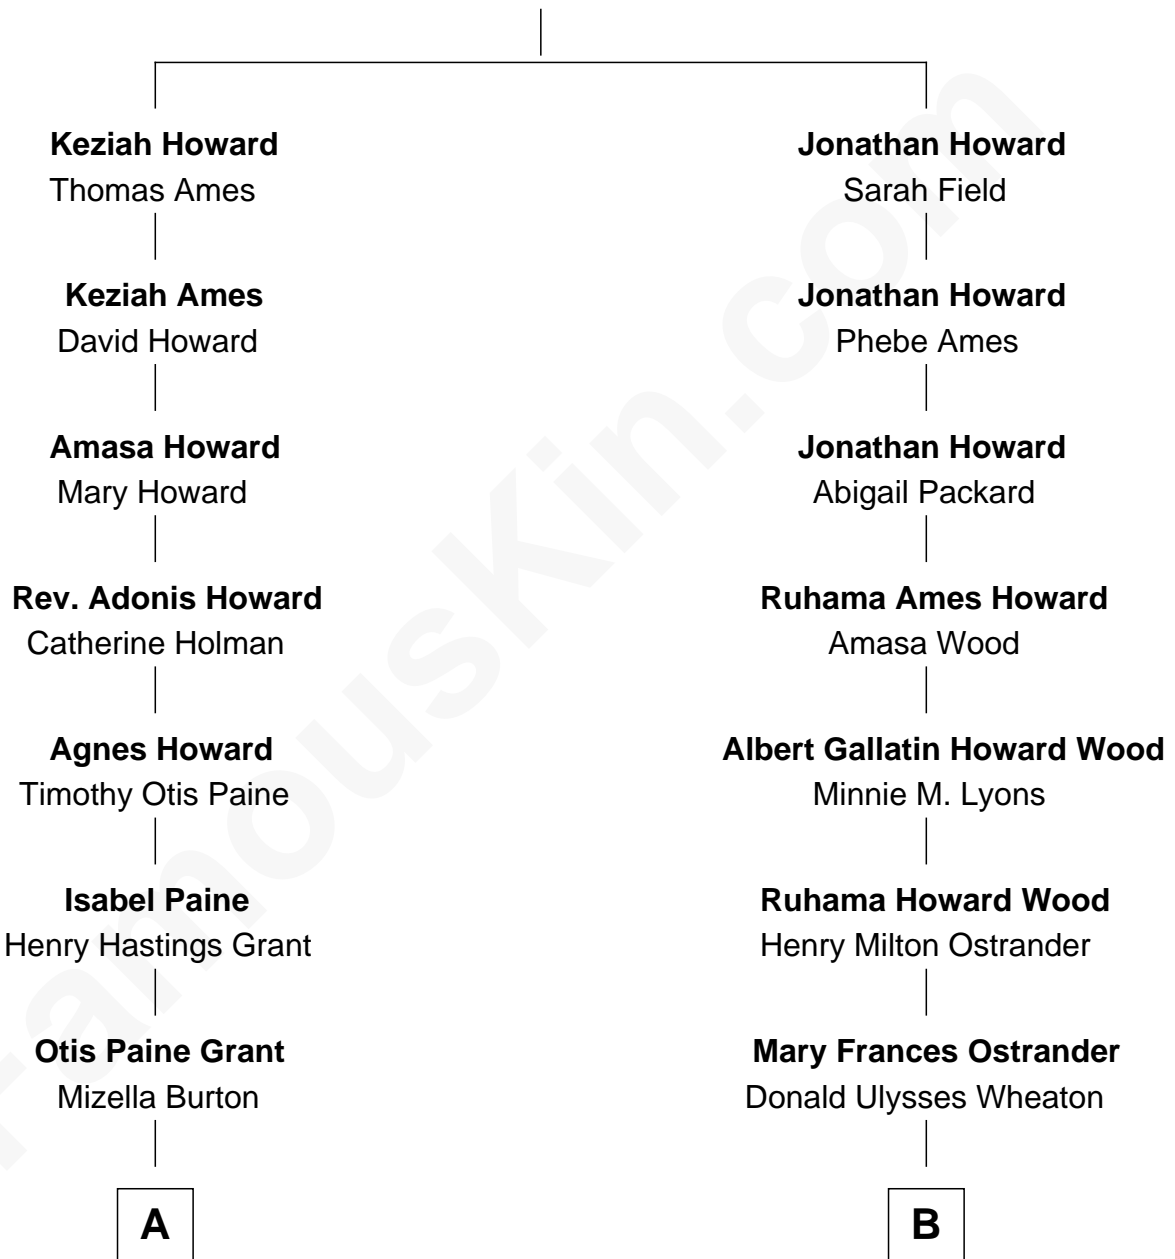 Keziah Howard
Thomas Ames
Jonathan Howard
Sarah Field
Keziah Ames
David Howard
Jonathan Howard
Phebe Ames
Amasa Howard
Mary Howard
Jonathan Howard
Abigail Packard
Rev. Adonis Howard
Catherine Holman
Ruhama Ames Howard
Amasa Wood
Agnes Howard
Timothy Otis Paine
Albert Gallatin Howard Wood
Minnie M. Lyons
Isabel Paine
Henry Hastings Grant
Ruhama Howard Wood
Henry Milton Ostrander
Otis Paine Grant
Mizella Burton
Mary Frances Ostrander
Donald Ulysses Wheaton
A
B
FamousKin.com